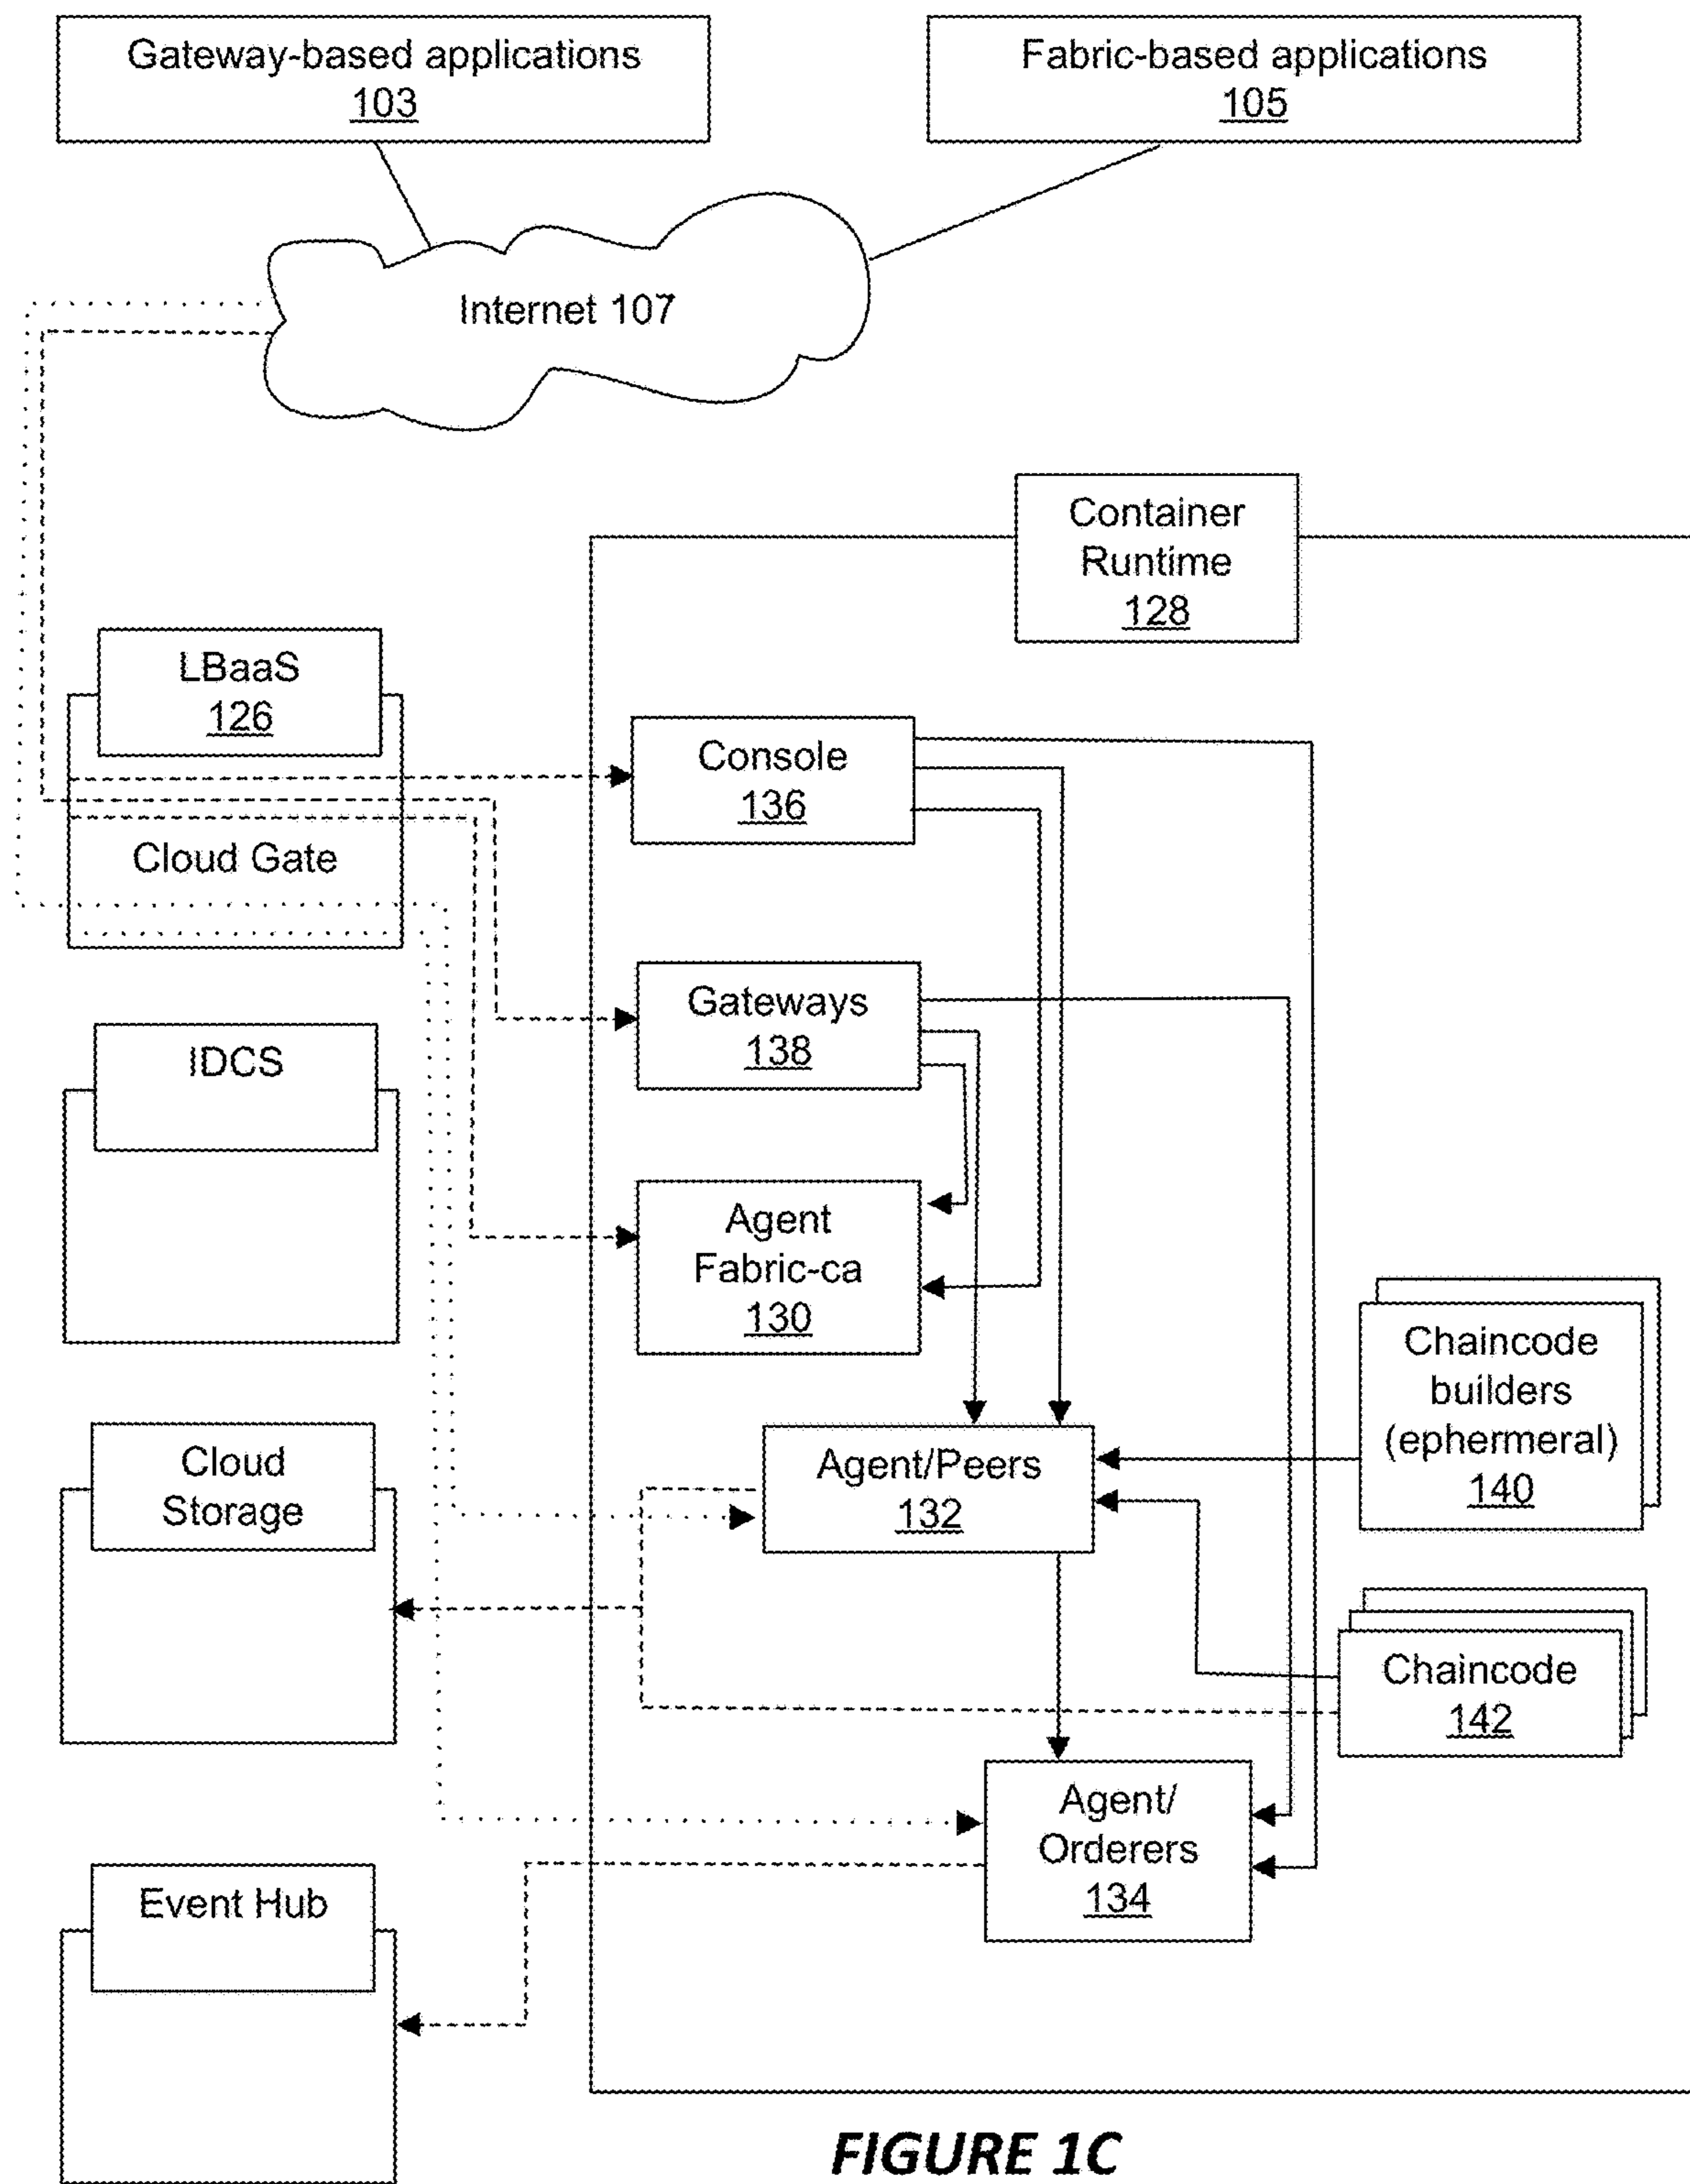 Gateway-based applications
103
Fabric-based applications
105
Internet 107
Container
Runtime
128
LBaaS
126
Cloud Gate
Console
136
Gateways
138
IDCS
Agent
Fabric-ca
130
Chaincode
builders
(ephermeral)
140
Cloud
Storage
Agent/Peers
132
Chaincode
142
Agent/
Orderers
134
Event Hub
FIGURE 1C